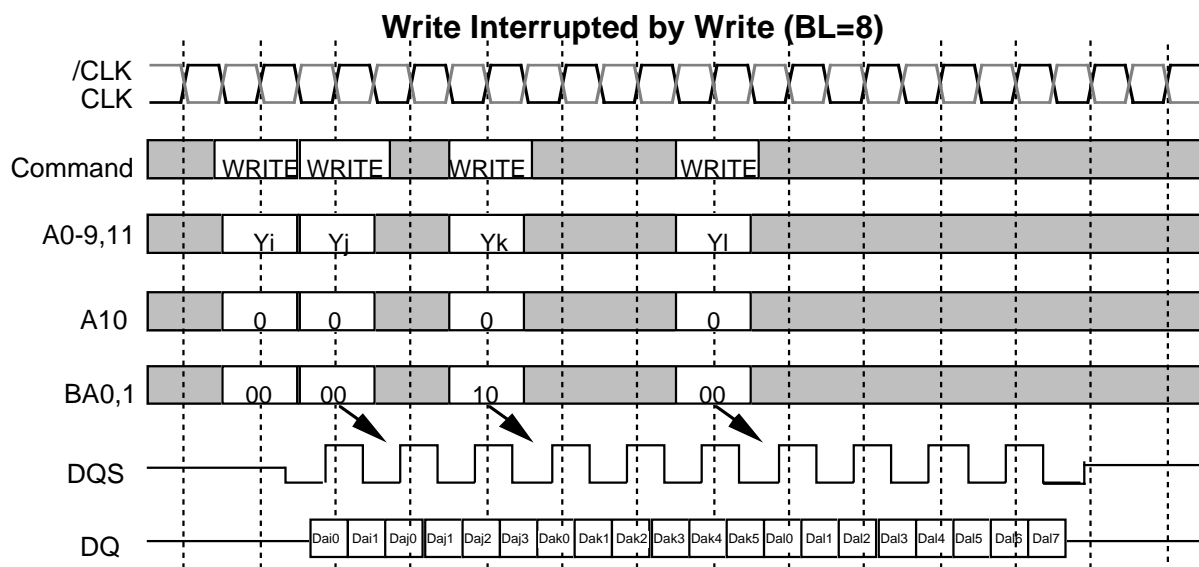 Write Interrupted by Write (BL=8)
/CLK
CLK
Command WRITE WRITE WRITE WRITE
A0-9,11 Yi Yj Yk Yl
A10 0 0 0 0
BA0,1 00 00 10 00
DQS
DQ Dai0 Dai1 Daj0 Daj1 Daj2 Daj3 Dak0 Dak1 Dak2 Dak3 Dak4 Dak5 Dal0 Dal1 Dal2 Dal3 Dal4 Dal5 Dal6 Dal7